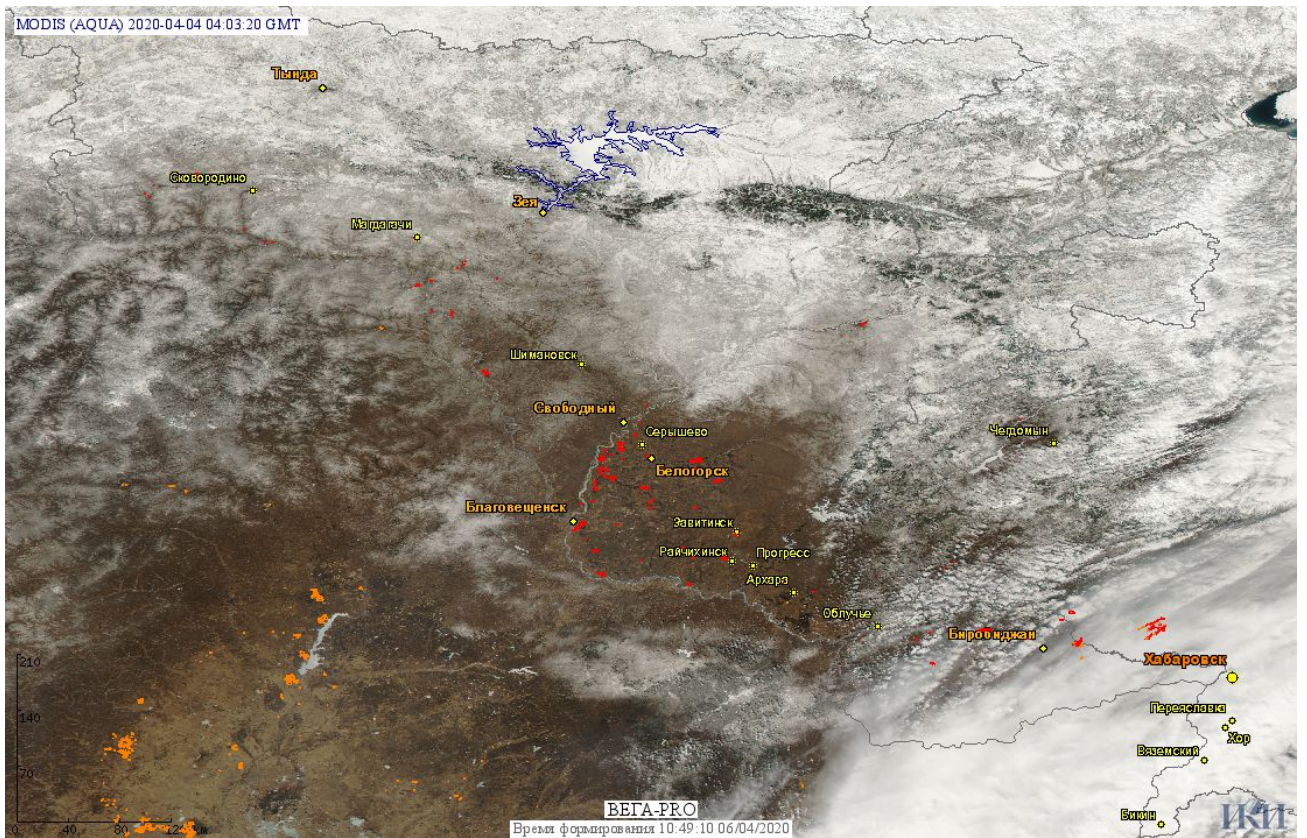 MODIS (AQUA) 2020-04-04 04:03:20 GMT
Тында
Сковородино
Зея
Магдагачи
Шимановск
Свободный
Серышево
Чегдомын
Белогорск
Благовещенск
Завитинск
Райчихинск
Прогресс
Архара
Облучье
Биробиджан
Хабаровск
210
Переяславка
140
Хор
Вяземский
70
ВЕГА-PRO
Бикин
ИКИ
0 40 80 124 km
Время формирования 10:49:10 06/04/2020